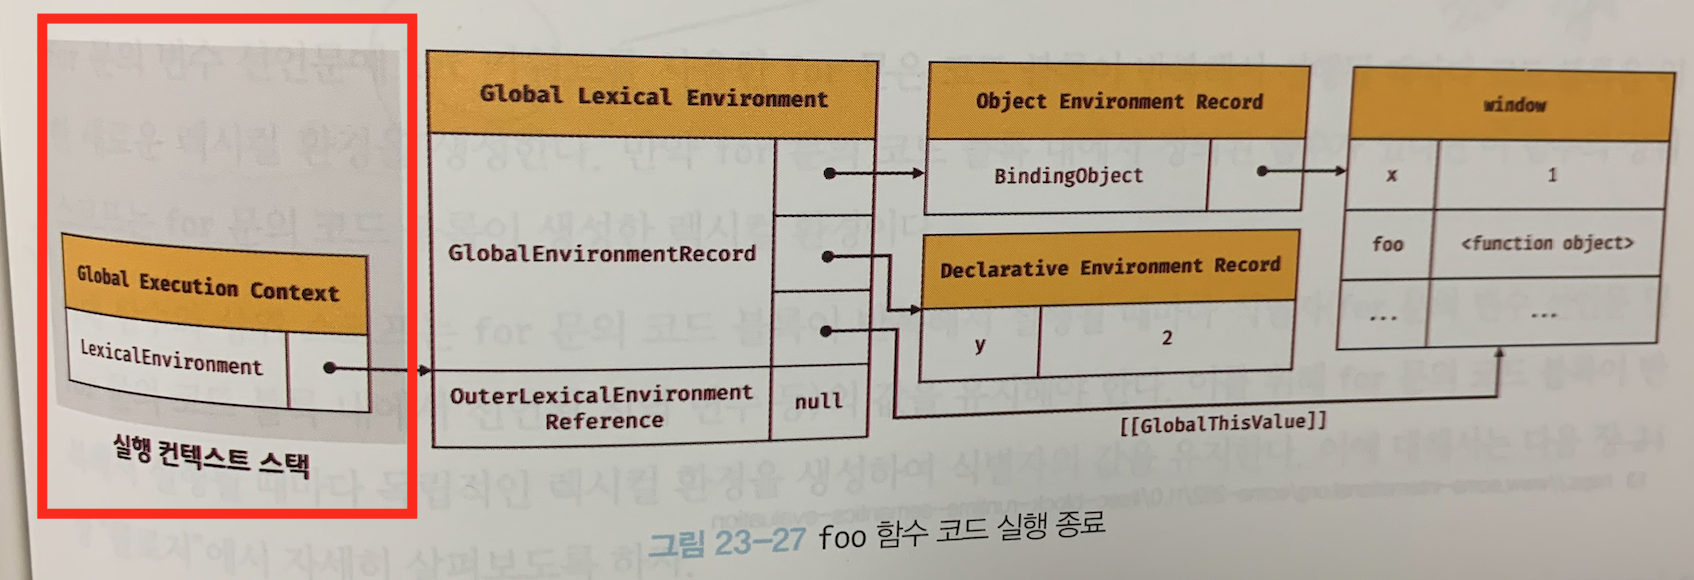 Global Execution Context
LexicalEnvironment
실행 컨텍스트 스택
Global Lexical Environment
GlobalEnvironmentRecord
OuterLexicalEnvironment
Reference
null
Object Environment Record
BindingObject
Declarative Environment Record
y
2
window
x
1
foo
<function object>
...
...
[[GlobalThisValue]]
그림 23-27 foo 함수 코드 실행 종료